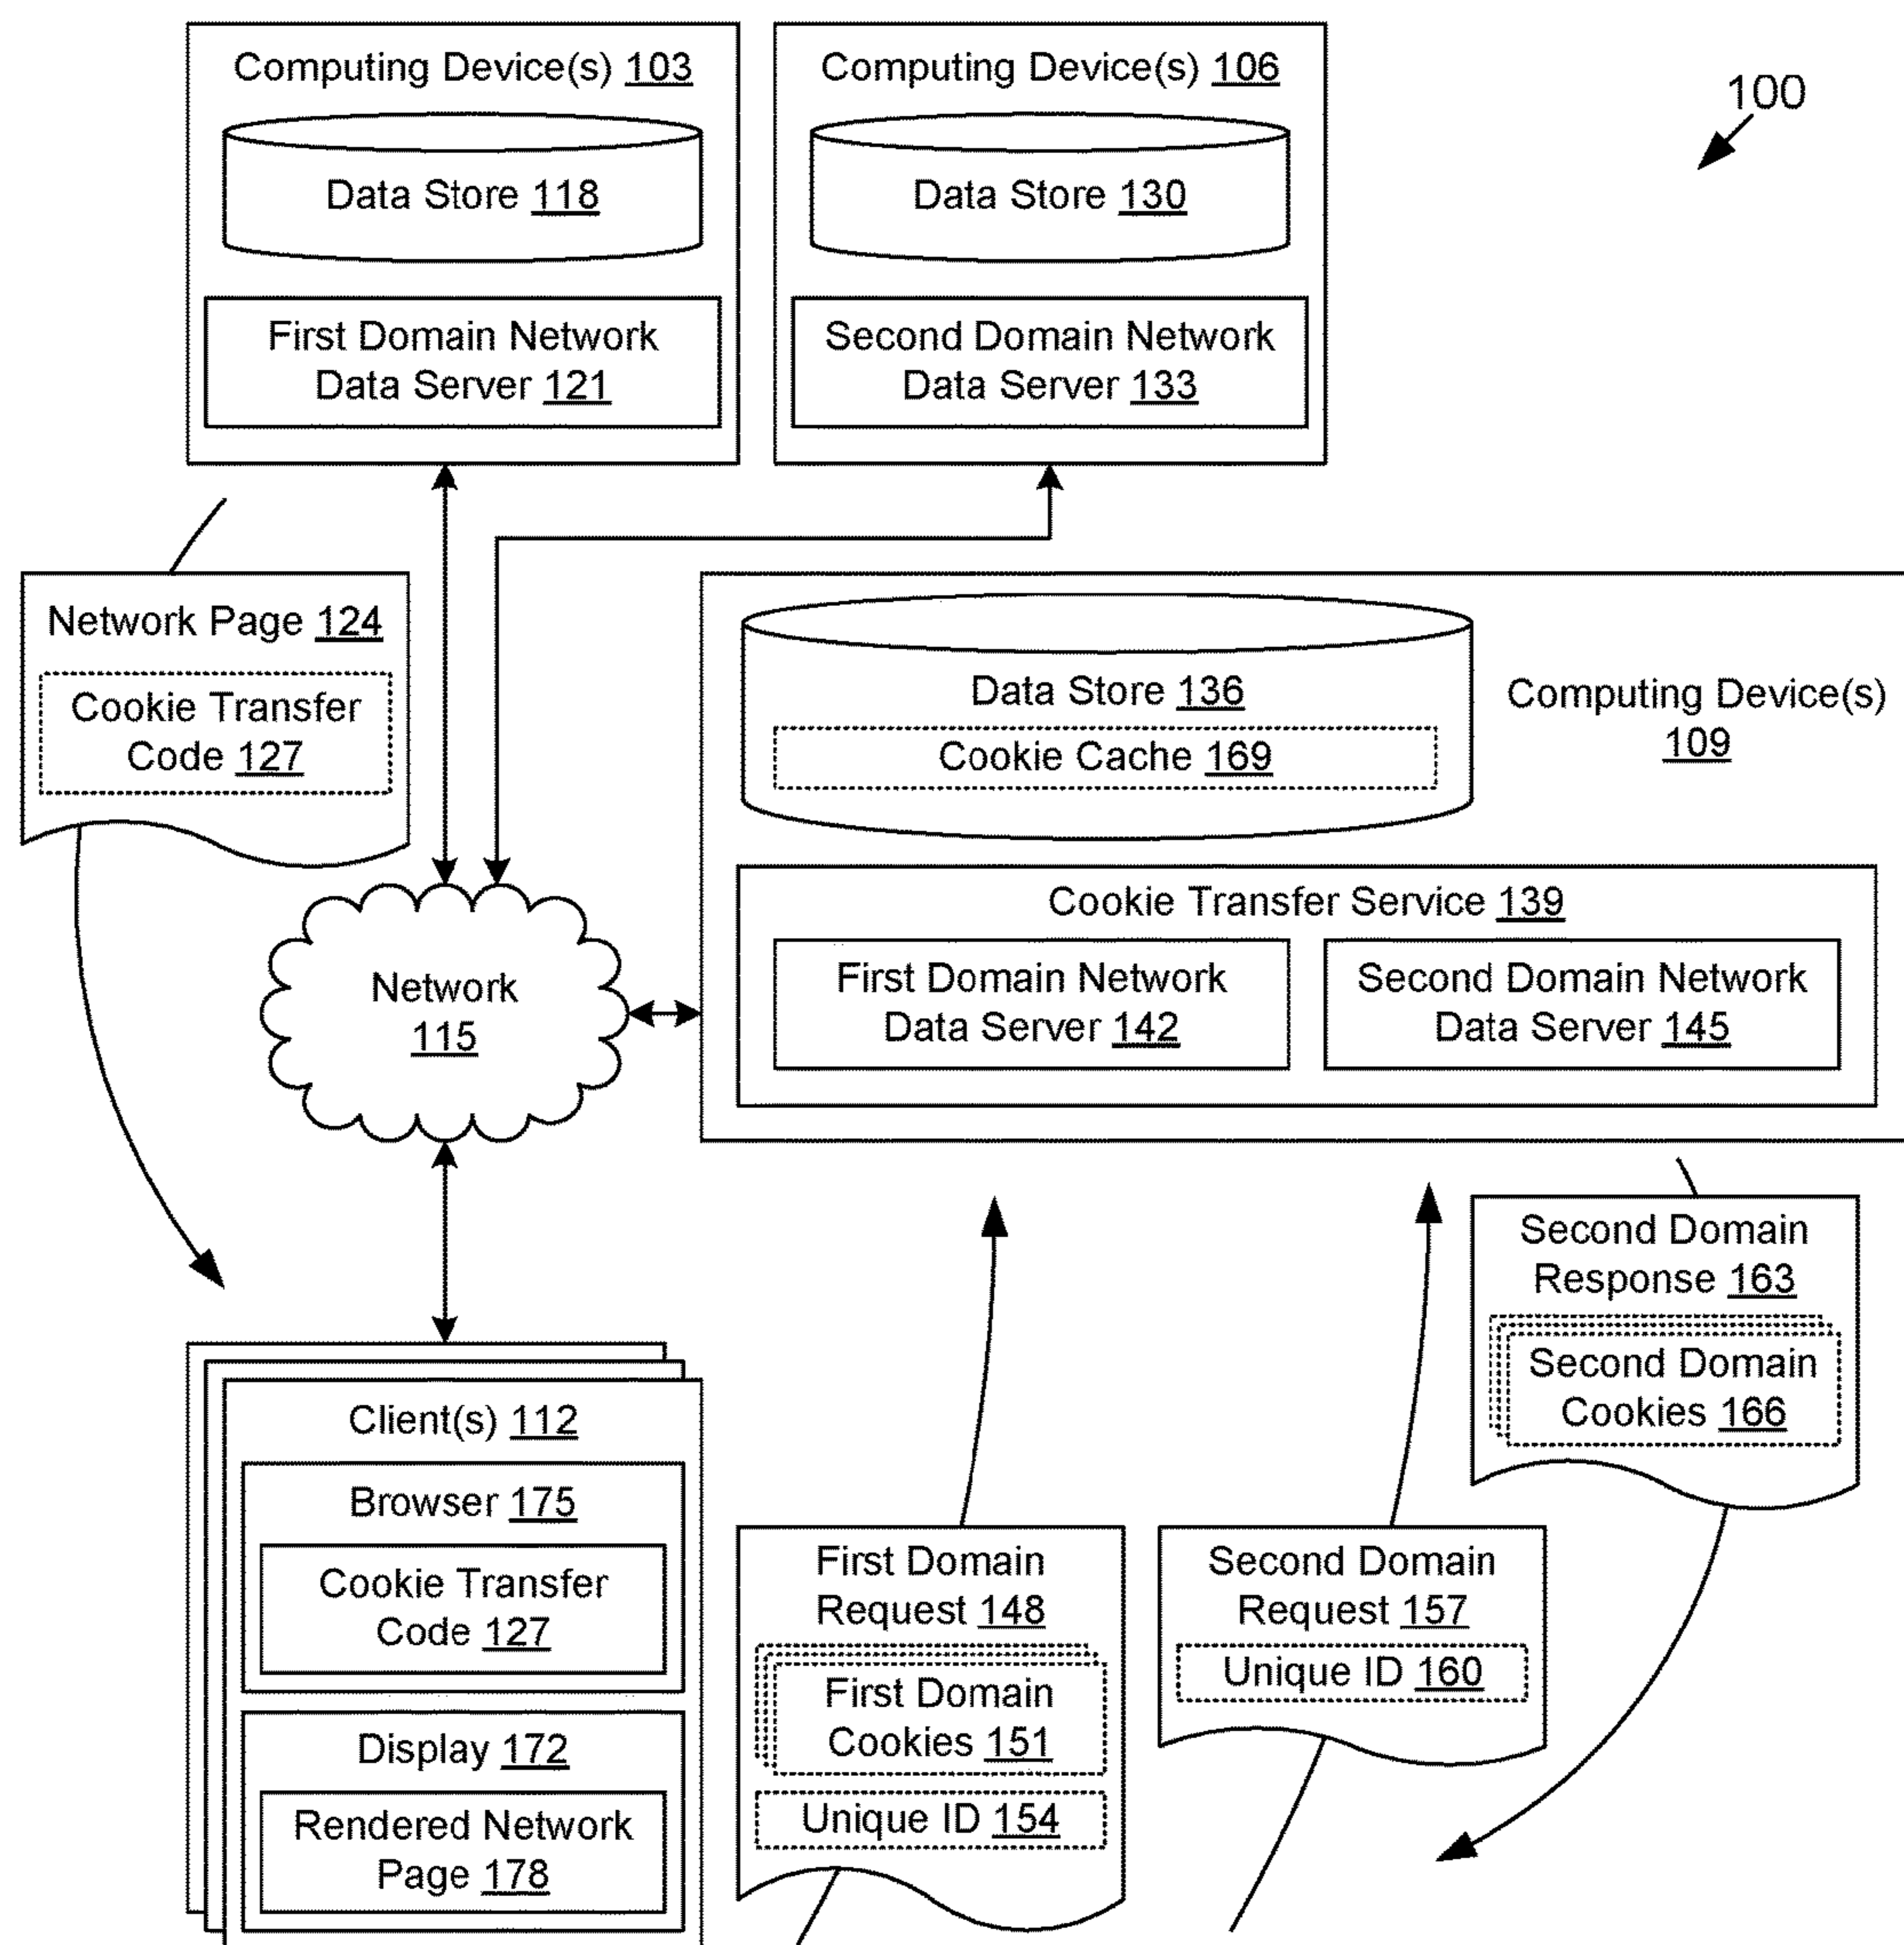 Computing Device(s) 103
Data Store 118
First Domain Network
Data Server 121
Computing Device(s) 106
Data Store 130
Second Domain Network
Data Server 133
100
Network Page 124
Cookie Transfer
Code 127
Data Store 136
Cookie Cache 169
Computing Device(s)
109
Cookie Transfer Service 139
First Domain Network
Data Server 142
Second Domain Network
Data Server 145
Network
115
Second Domain
Response 163
Second Domain
Cookies 166
Client(s) 112
Browser 175
Cookie Transfer
Code 127
Display 172
Rendered Network
Page 178
First Domain
Request 148
First Domain
Cookies 151
Unique ID 154
Second Domain
Request 157
Unique ID 160